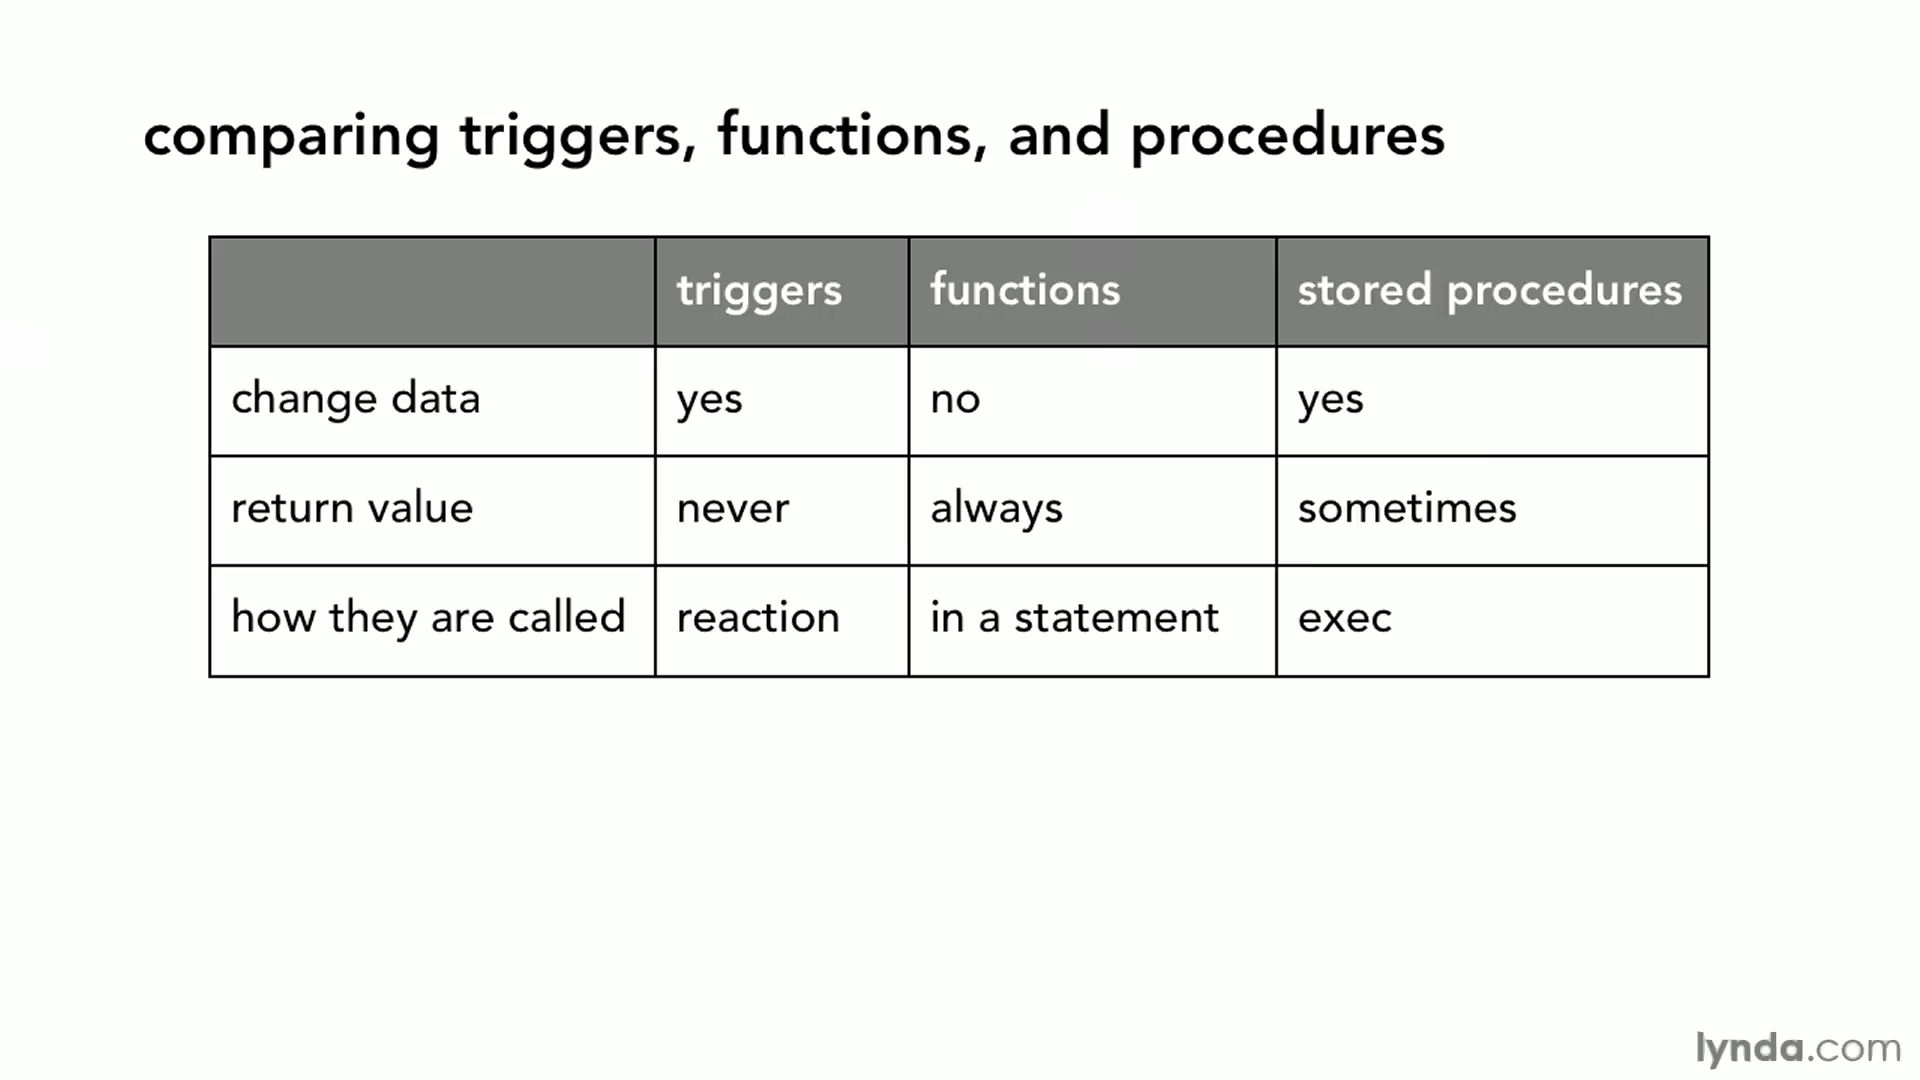 comparing triggers, functions, and procedures
triggers functions stored procedures
change data yes no yes
return value never always sometimes
how they are called reaction in a statement exec
lynda.com